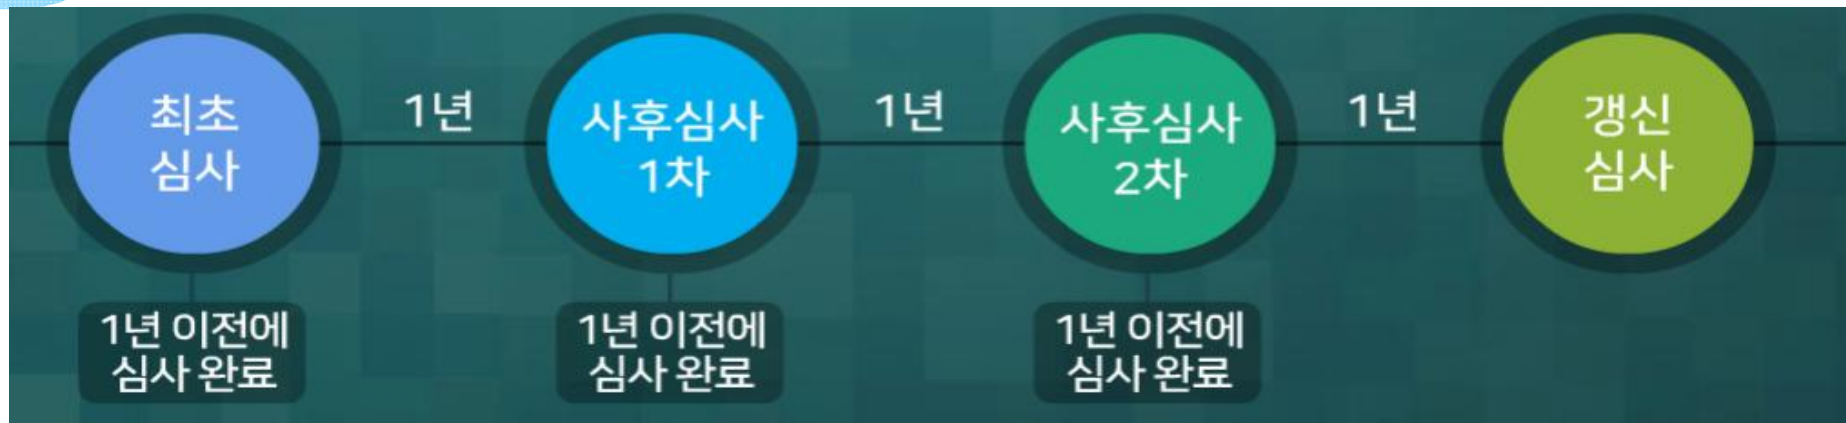 최초
심사
1년
사후심사
1차
1년
사후심사
2차
1년
갱신
심사
1년 이전에
심사 완료
1년 이전에
심사 완료
1년 이전에
심사 완료